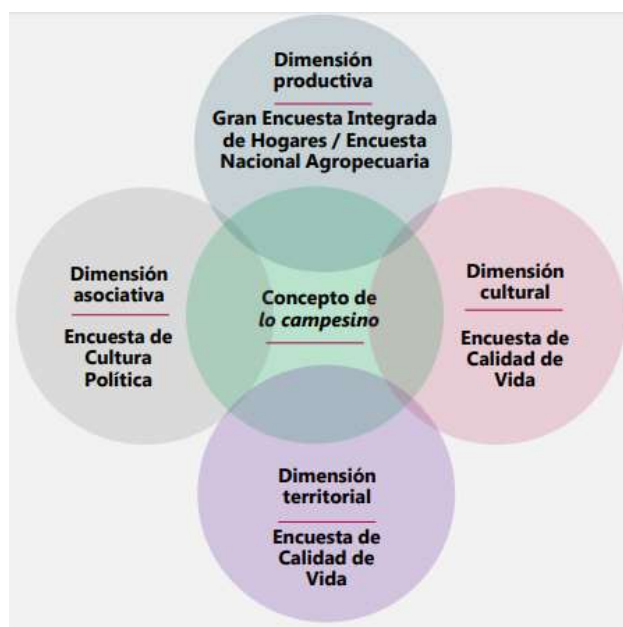 Dimensión
productiva
Gran Encuesta Integrada
de Hogares / Encuesta
Nacional Agropecuaria
Dimensión
asociativa
Encuesta de
Cultura
Política
Concepto de
lo campesino
Dimensión
cultural
Encuesta de
Calidad de
Vida
Dimensión
territorial
Encuesta de
Calidad de
Vida